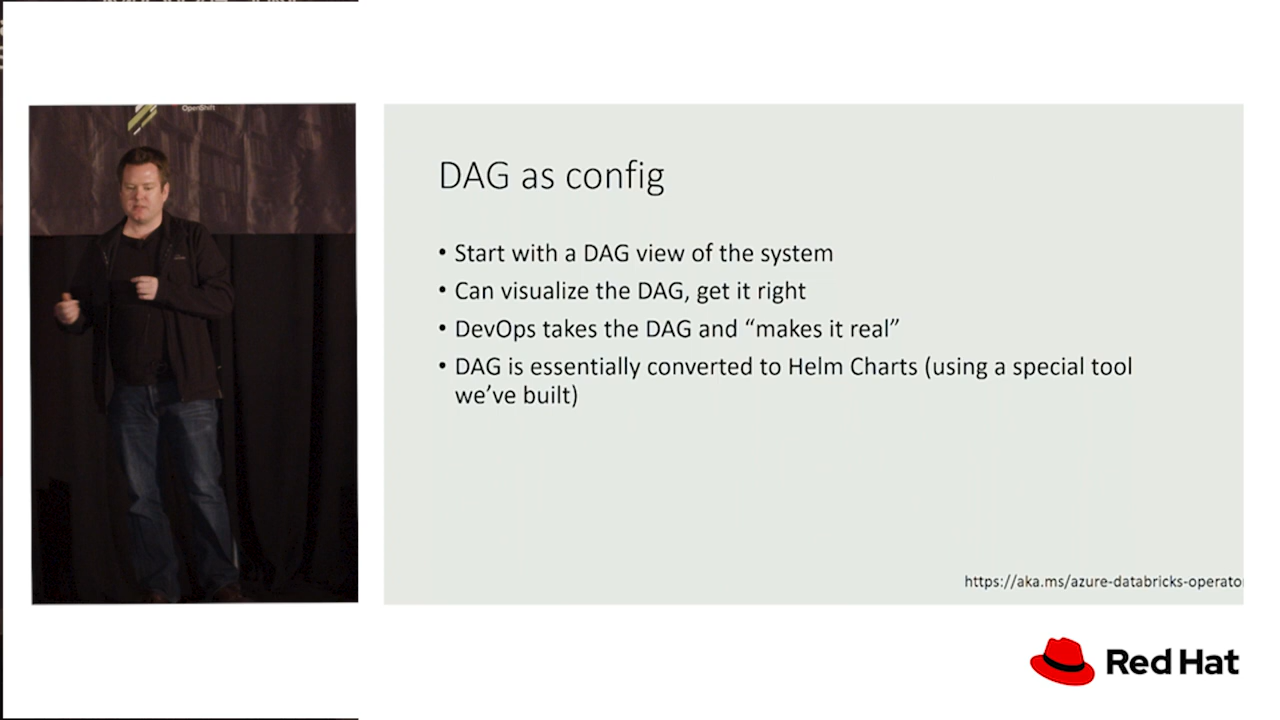 OpenShift
DAG as config
• Start with a DAG view of the system
• Can visualize the DAG, get it right
• DevOps takes the DAG and “makes it real”
• DAG is essentially converted to Helm Charts (using a special tool
we’ve built)
https://aka.ms/azure-databricks-operato
Red Hat